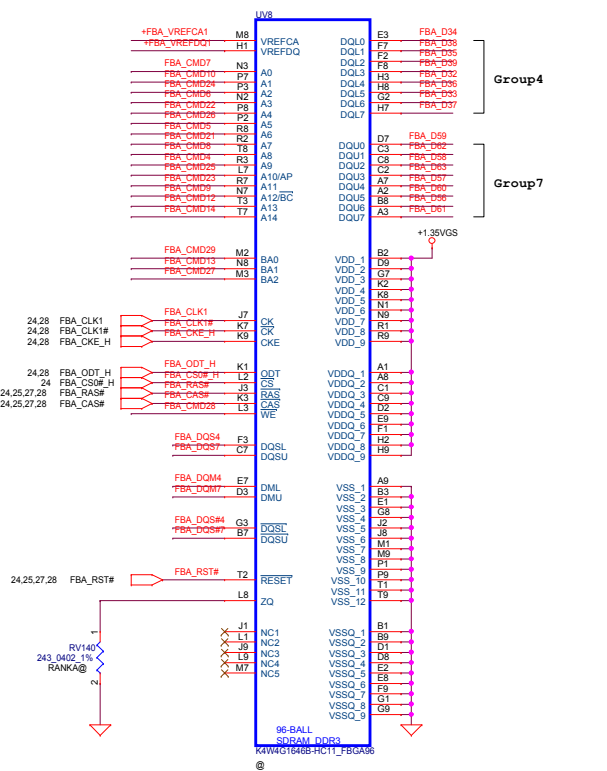 UV8
+FBA_VREFCA1 M8 VREFCA DQL0 E3 FBA_D34
+FBA_VREFDQ1 H1 VREFDQ DQL1 F7 FBA_D38
DQL2 F2 FBA_D35
FBA_CMD7 N3 A0 DQL3 F8 FBA_D39
FBA_CMD10 P7 A1 DQL4 H3 FBA_D32
FBA_CMD24 P3 A2 DQL5 H8 FBA_D36
FBA_CMD6 N2 A3 DQL6 G2 FBA_D33
FBA_CMD22 P8 A4 DQL7 H7 FBA_D37
Group4
FBA_CMD26 P2 A5
FBA_CMD5 R8 A6
FBA_CMD21 R2 A7 DQU0 D7 FBA_D59
FBA_CMD8 T8 A8 DQU1 C3 FBA_D62
FBA_CMD4 R3 A9 DQU2 C8 FBA_D58
FBA_CMD25 L7 A10/AP DQU3 C2 FBA_D63
FBA_CMD23 R7 A11 DQU4 A7 FBA_D57
FBA_CMD9 N7 A12/BC DQU5 A2 FBA_D60
FBA_CMD12 T3 A13 DQU6 B8 FBA_D56
FBA_CMD14 T7 A14 DQU7 A3 FBA_D61
Group7
+1.35VGS
FBA_CMD29 M2 BA0 VDD_1 B2
FBA_CMD13 N8 BA1 VDD_2 D9
FBA_CMD27 M3 BA2 VDD_3 G7
VDD_4 K2
VDD_5 K8
VDD_6 N1
24,28 FBA_CLK1 FBA_CLK1 J7 CK VDD_7 N9
24,28 FBA_CLK1# FBA_CLK1# K7 CK VDD_8 R1
24,28 FBA_CKE_H FBA_CKE_H K9 CKE VDD_9 R9
24,28 FBA_ODT_H FBA_ODT_H K1 ODT VDDQ_1 A1
24 FBA_CS0#_H FBA_CS0#_H L2 CS VDDQ_2 A8
24,25,27,28 FBA_RAS# FBA_RAS# J3 RAS VDDQ_3 C1
24,25,27,28 FBA_CAS# FBA_CAS# K3 CAS VDDQ_4 C9
FBA_CMD28 L3 WE VDDQ_5 D2
VDDQ_6 E9
VDDQ_7 F1
FBA_DQS4 F3 DQSL VDDQ_8 H2
FBA_DQS7 C7 DQSU VDDQ_9 H9
FBA_DQM4 E7 DML VSS_1 A9
FBA_DQM7 D3 DMU VSS_2 B3
VSS_3 E1
VSS_4 G8
FBA_DQS#4 G3 DQSL VSS_5 J2
FBA_DQS#7 B7 DQSU VSS_6 J8
VSS_7 M1
VSS_8 M9
VSS_9 P1
24,25,27,28 FBA_RST# FBA_RST# T2 RESET VSS_10 P9
VSS_11 T1
L8 ZQ VSS_12 T9
J1 NC1 VSSQ_1 B1
L1 NC2 VSSQ_2 B9
J9 NC3 VSSQ_3 D1
L9 NC4 VSSQ_4 D8
M7 NC5 VSSQ_5 E2
VSSQ_6 E8
VSSQ_7 F9
VSSQ_8 G1
VSSQ_9 G9
1
RV140
243_0402_1%
RANKA@
2
96-BALL
SDRAM_DDR3
K4W4G1646B-HC11_FBGA96
@